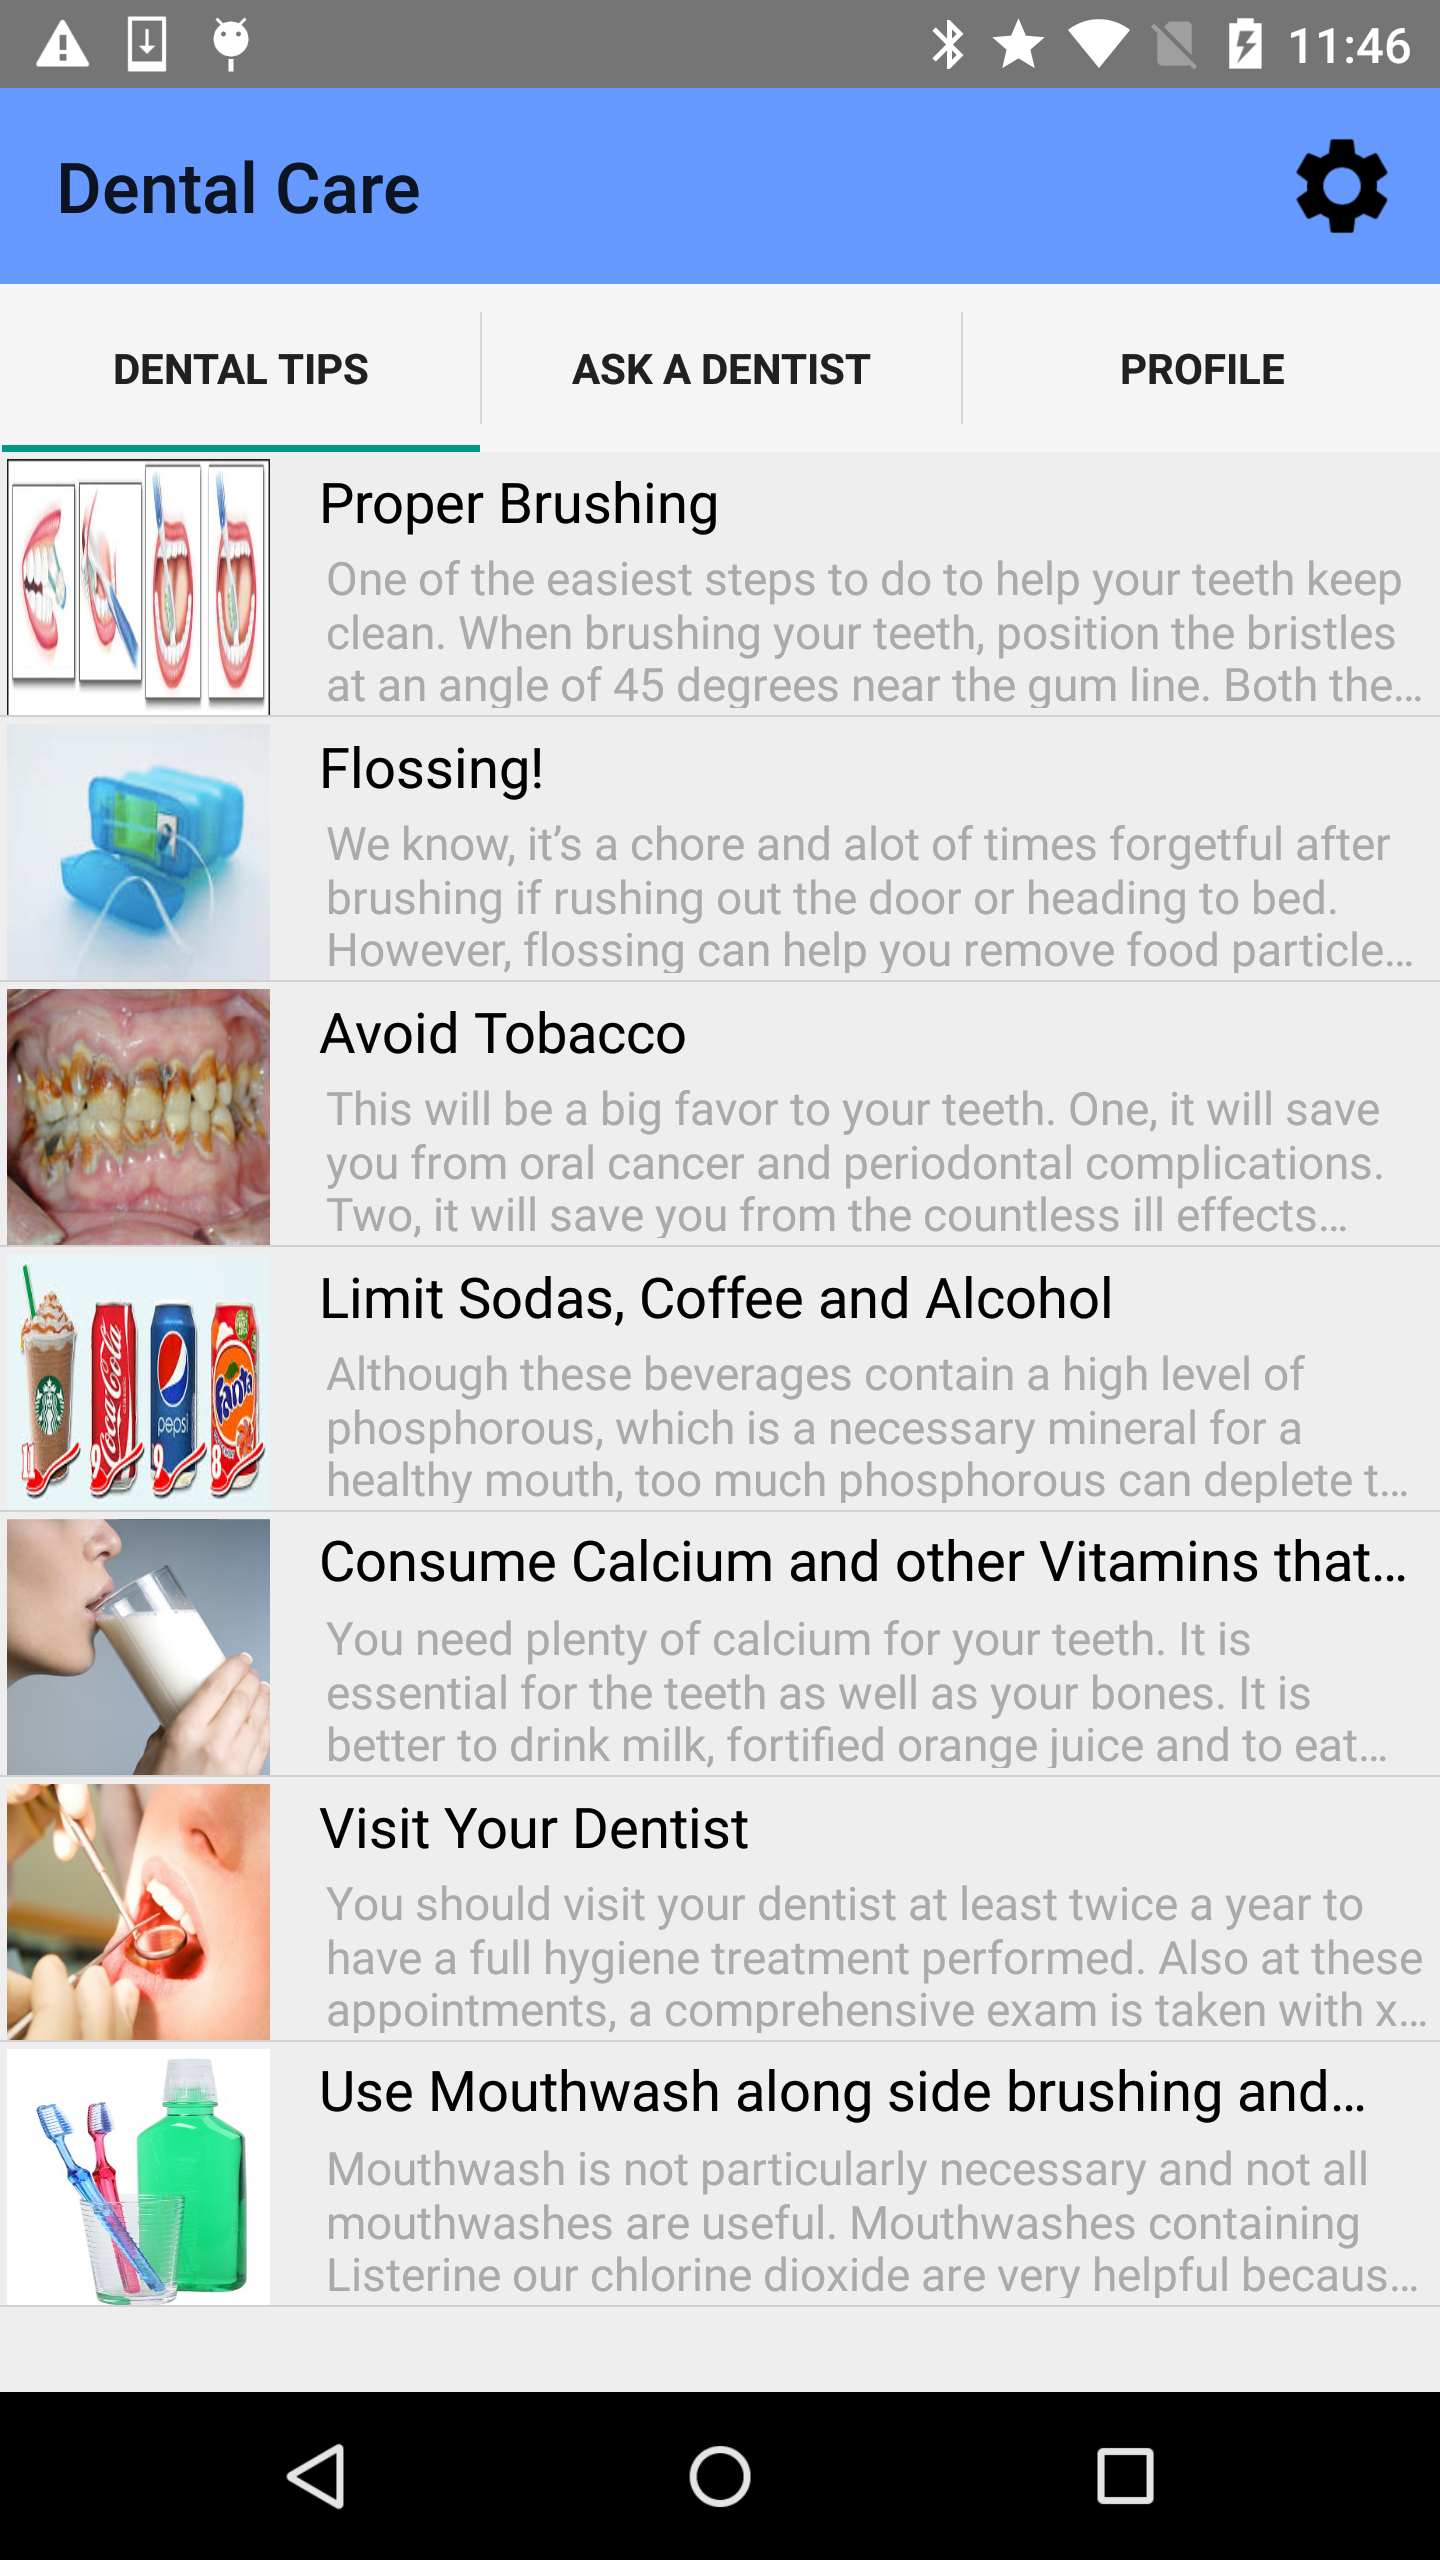 11:46
Dental Care
DENTAL TIPS
ASK A DENTIST
PROFILE
Proper Brushing
One of the easiest steps to do to help your teeth keep
clean. When brushing your teeth, position the bristles
at an angle of 45 degrees near the gum line. Both the…
Flossing!
We know, it’s a chore and alot of times forgetful after
brushing if rushing out the door or heading to bed.
However, flossing can help you remove food particle…
Avoid Tobacco
This will be a big favor to your teeth. One, it will save
you from oral cancer and periodontal complications.
Two, it will save you from the countless ill effects…
Coca-Cola
pepsi
Fanta
11
9
9
8
Limit Sodas, Coffee and Alcohol
Although these beverages contain a high level of
phosphorous, which is a necessary mineral for a
healthy mouth, too much phosphorous can deplete t…
Consume Calcium and other Vitamins that…
You need plenty of calcium for your teeth. It is
essential for the teeth as well as your bones. It is
better to drink milk, fortified orange juice and to eat…
Visit Your Dentist
You should visit your dentist at least twice a year to
have a full hygiene treatment performed. Also at these
appointments, a comprehensive exam is taken with x…
Use Mouthwash along side brushing and…
Mouthwash is not particularly necessary and not all
mouthwashes are useful. Mouthwashes containing
Listerine our chlorine dioxide are very helpful becaus…